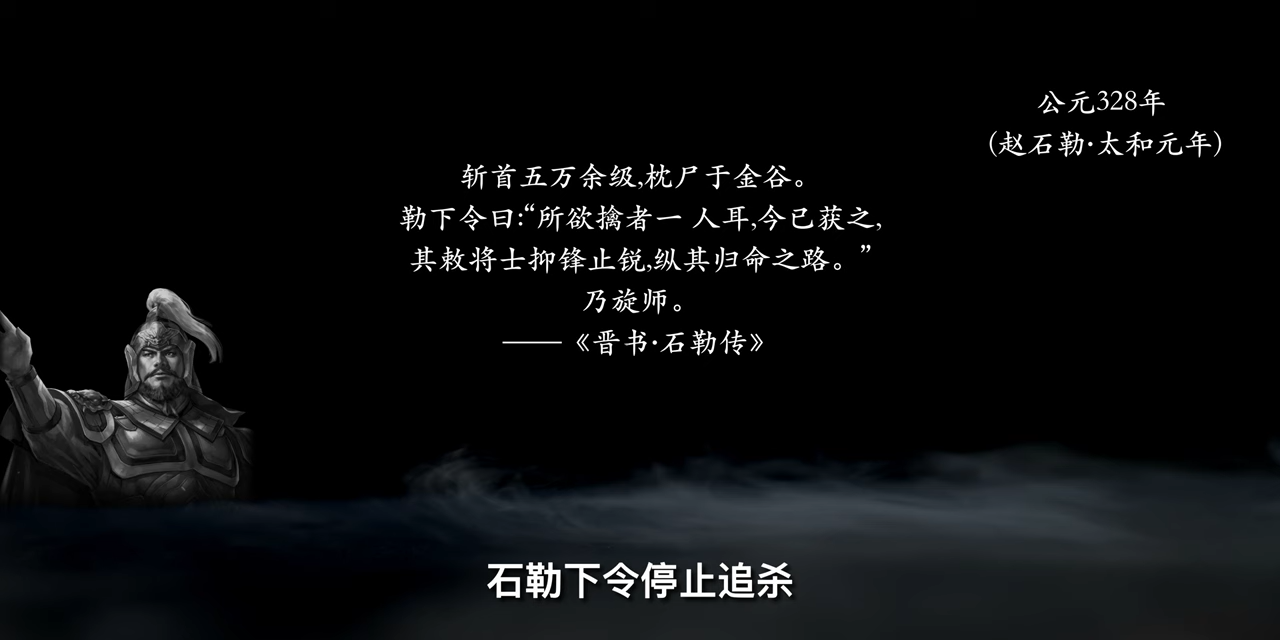 公元328年
(赵石勒·太和元年)
斩首五万余级,枕尸于金谷。
勒下令曰:“所欲擒者一 人耳,今已获之,
其敕将士抑锋止锐,纵其归命之路。”
乃旋师。
——《晋书·石勒传》
石勒下令停止追杀